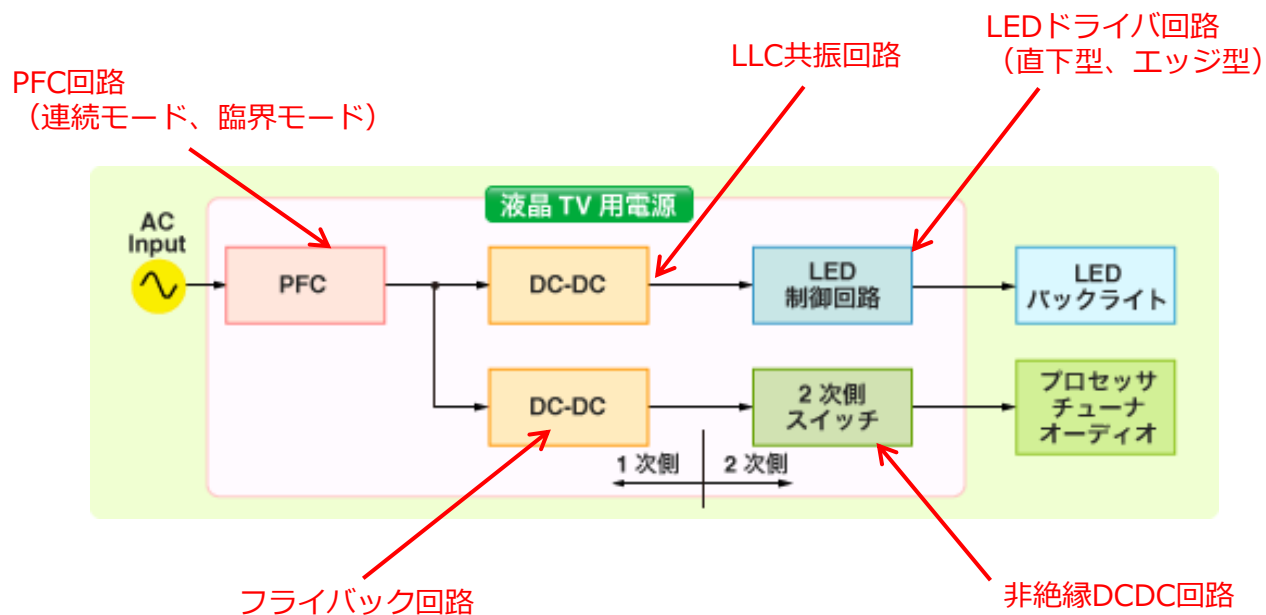 LEDドライバ回路
（直下型、エッジ型）
LLC共振回路
PFC回路
（連続モード、臨界モード）
液晶 TV 用電源
AC
Input
PFC
DC-DC
LED
制御回路
LED
バックライト
DC-DC
2 次側
スイッチ
プロセッサ
チューナ
オーディオ
1 次側
2 次側
フライバック回路
非絶縁DCDC回路